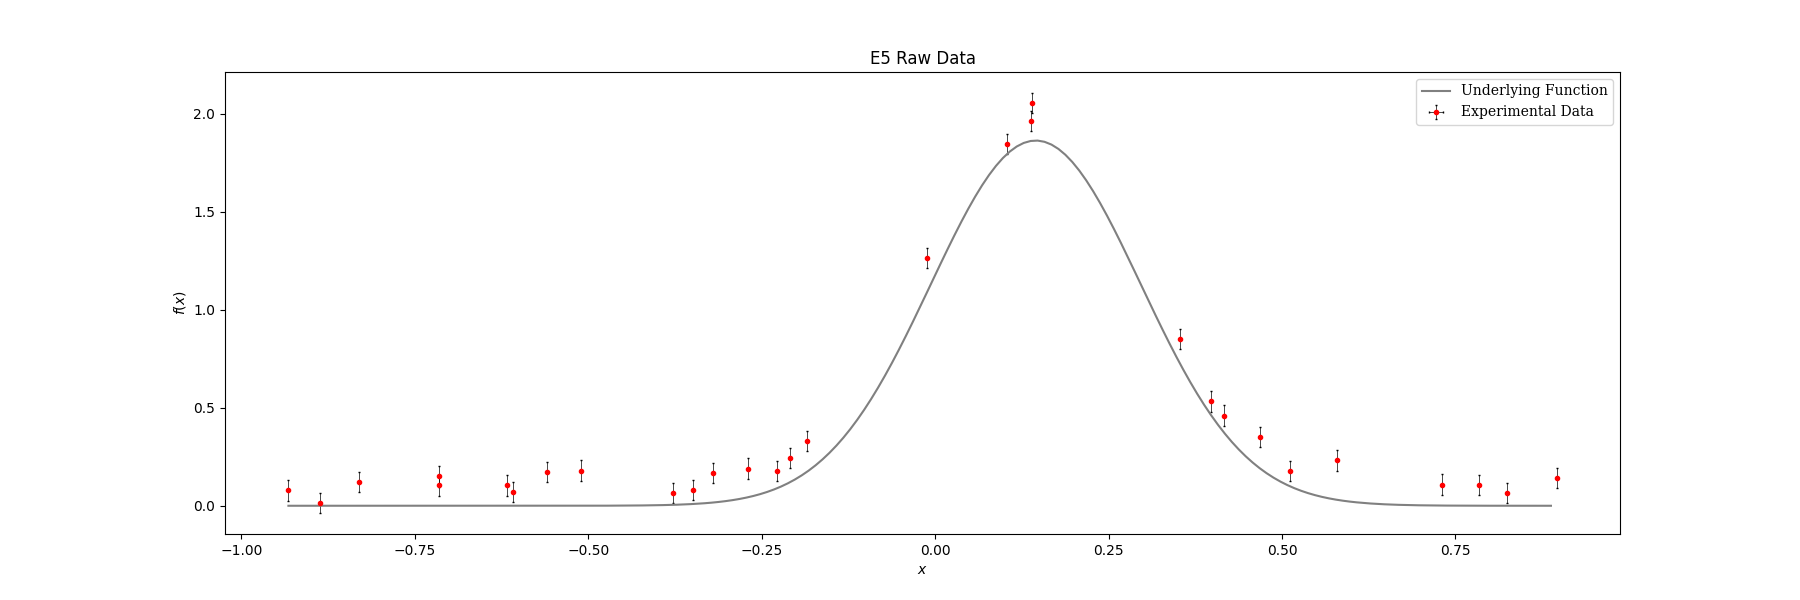 E5 Raw Data
Underlying Function
Experimental Data
2.0
1.5
1.0
0.5
0.0
f(x)
−1.00 −0.75 −0.50 −0.25 0.00 0.25 0.50 0.75
x